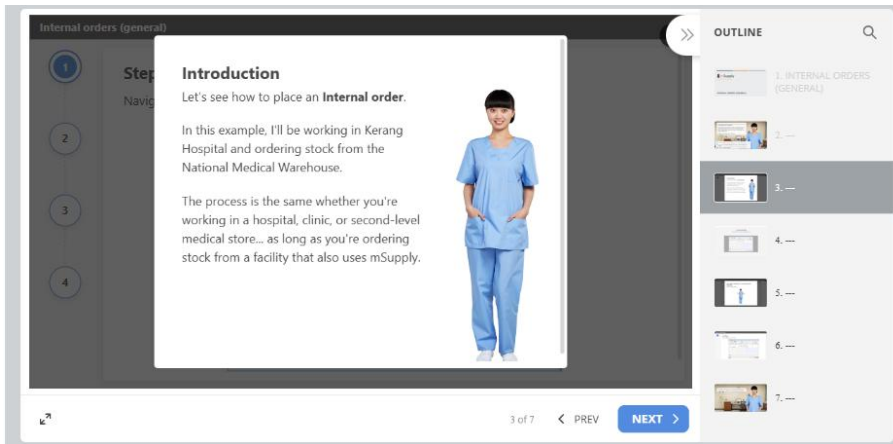 Internal orders (general)
OUTLINE
1
2
3
4
Step
Navig
Introduction
Let's see how to place an Internal order.
In this example, I'll be working in Kerang
Hospital and ordering stock from the
National Medical Warehouse.
The process is the same whether you're
working in a hospital, clinic, or second-level
medical store... as long as you're ordering
stock from a facility that also uses mSupply.
1. INTERNAL ORDERS
(GENERAL)
2. ---
3. ---
4. ---
5. ---
6. ---
7. ---
3 of 7
PREV
NEXT